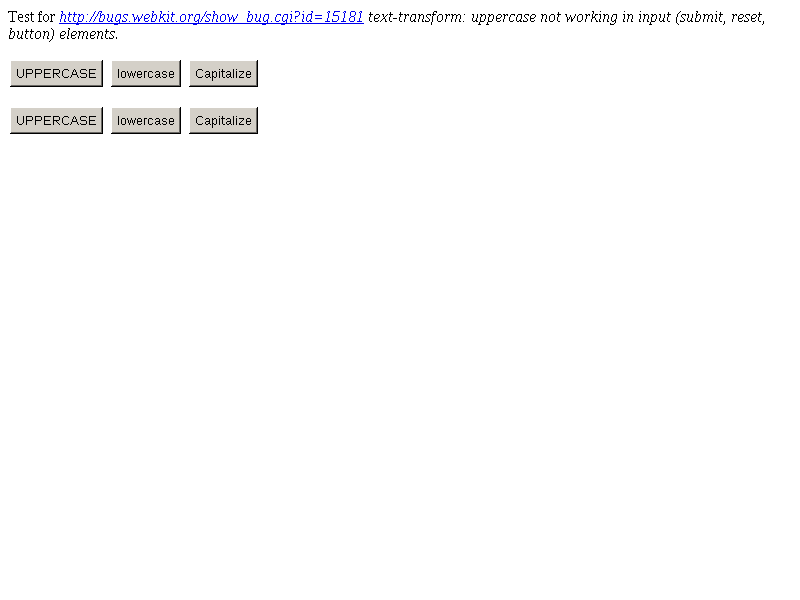 Test for http://bugs.webkit.org/show_bug.cgi?id=15181 text-transform: uppercase not working in input (submit, reset,
button) elements.
UPPERCASE lowercase Capitalize
UPPERCASE lowercase Capitalize